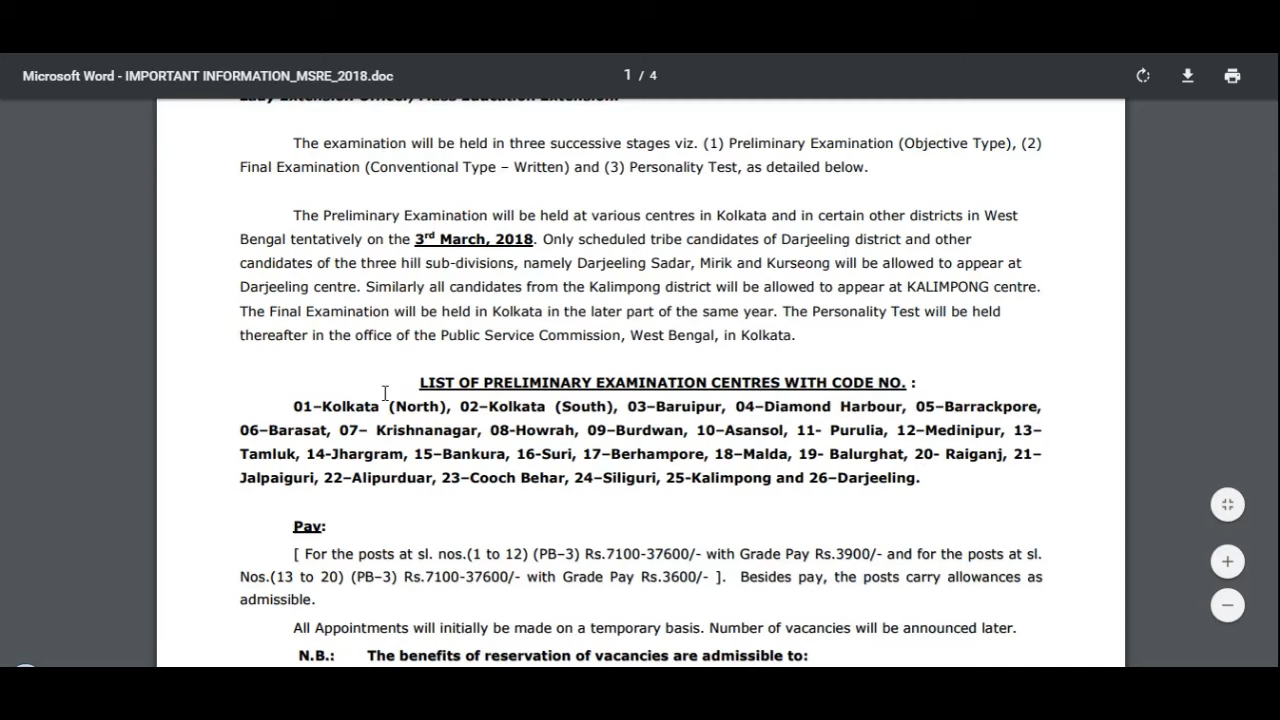 Microsoft Word - IMPORTANT INFORMATION_MSRE_2018.doc
1 / 4
Lady Extension Officer, Mass Education Extension.
The examination will be held in three successive stages viz. (1) Preliminary Examination (Objective Type), (2)
Final Examination (Conventional Type – Written) and (3) Personality Test, as detailed below.
The Preliminary Examination will be held at various centres in Kolkata and in certain other districts in West
Bengal tentatively on the 3rd March, 2018. Only scheduled tribe candidates of Darjeeling district and other
candidates of the three hill sub-divisions, namely Darjeeling Sadar, Mirik and Kurseong will be allowed to appear at
Darjeeling centre. Similarly all candidates from the Kalimpong district will be allowed to appear at KALIMPONG centre.
The Final Examination will be held in Kolkata in the later part of the same year. The Personality Test will be held
thereafter in the office of the Public Service Commission, West Bengal, in Kolkata.
LIST OF PRELIMINARY EXAMINATION CENTRES WITH CODE NO. :
01–Kolkata (North), 02–Kolkata (South), 03–Baruipur, 04–Diamond Harbour, 05–Barrackpore,
06–Barasat, 07– Krishnanagar, 08-Howrah, 09–Burdwan, 10–Asansol, 11- Purulia, 12–Medinipur, 13–
Tamluk, 14-Jhargram, 15–Bankura, 16-Suri, 17–Berhampore, 18–Malda, 19- Balurghat, 20- Raiganj, 21–
Jalpaiguri, 22–Alipurduar, 23–Cooch Behar, 24–Siliguri, 25-Kalimpong and 26–Darjeeling.
Pay:
[ For the posts at sl. nos.(1 to 12) (PB–3) Rs.7100-37600/- with Grade Pay Rs.3900/- and for the posts at sl.
Nos.(13 to 20) (PB–3) Rs.7100-37600/- with Grade Pay Rs.3600/- ]. Besides pay, the posts carry allowances as
admissible.
All Appointments will initially be made on a temporary basis. Number of vacancies will be announced later.
N.B.: The benefits of reservation of vacancies are admissible to: